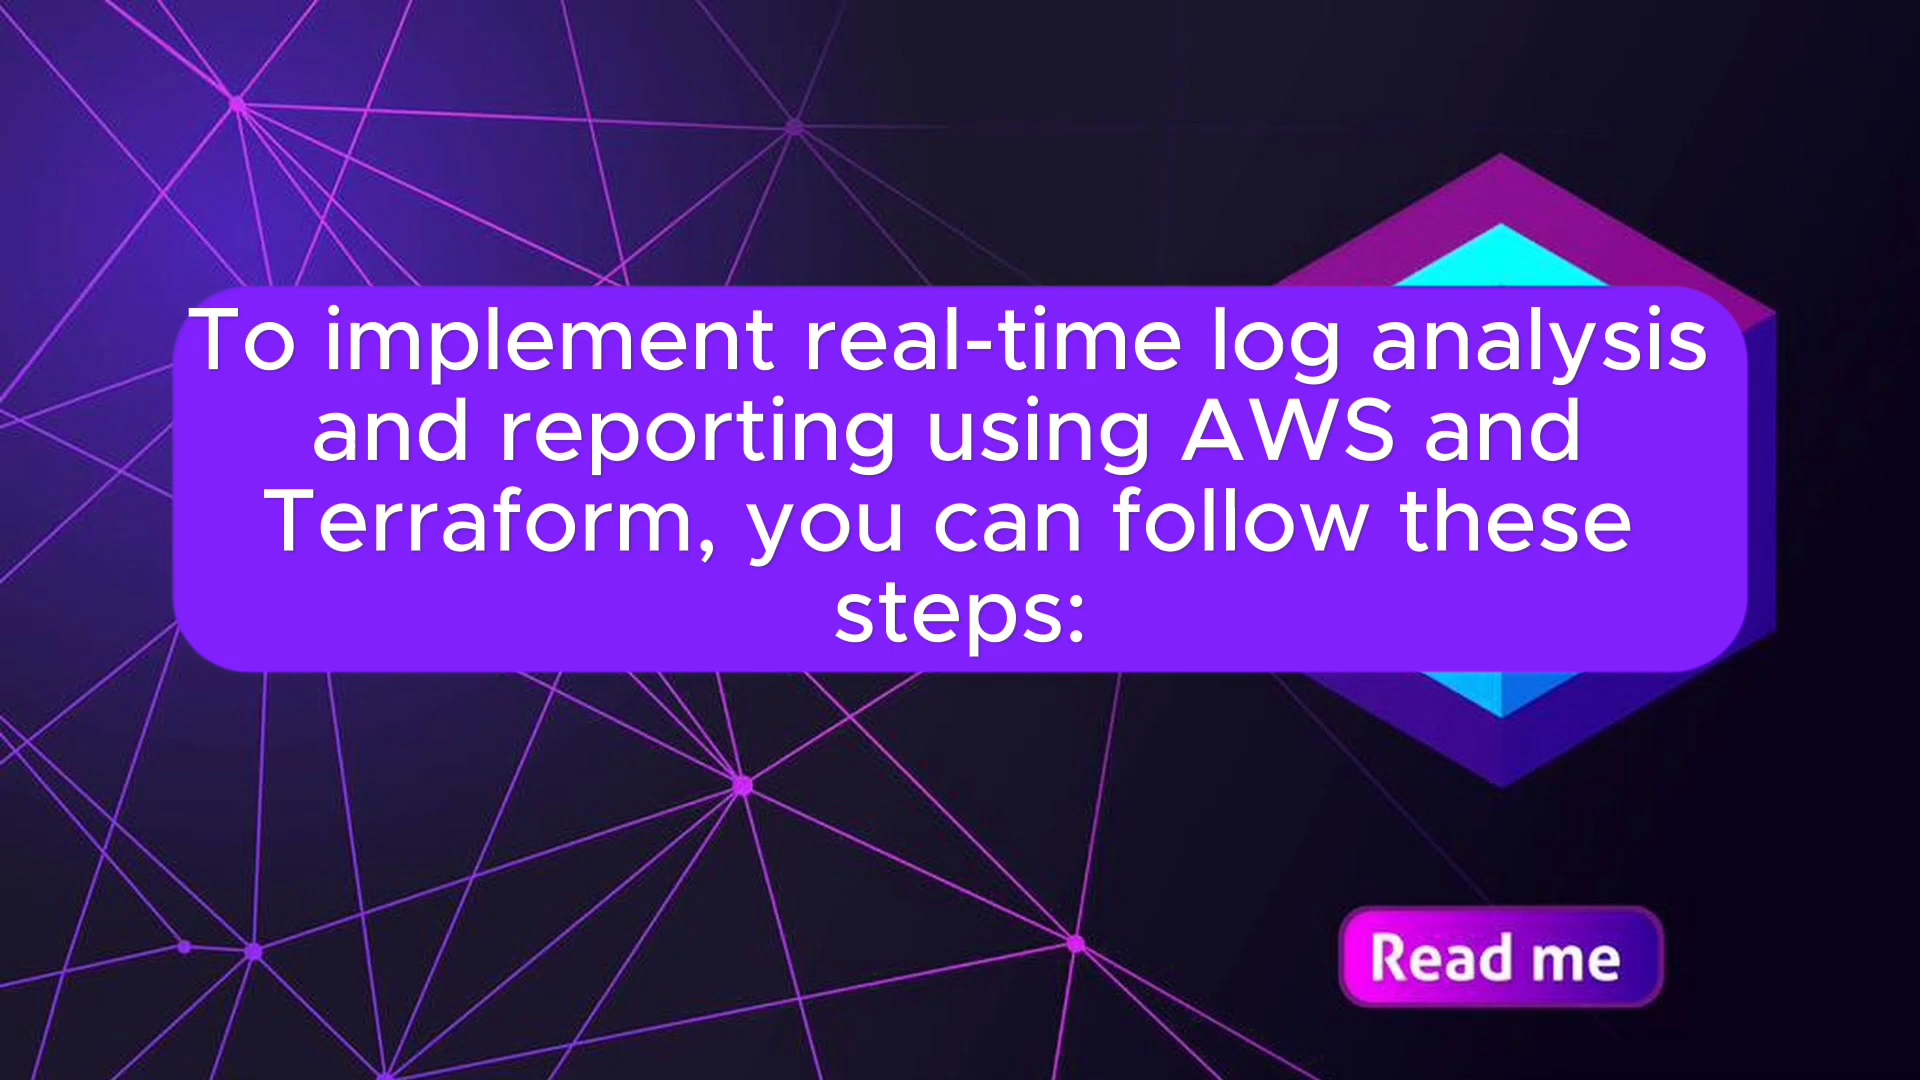 To implement real-time log analysis
and reporting using AWS and
Terraform, you can follow these
steps:
Read me